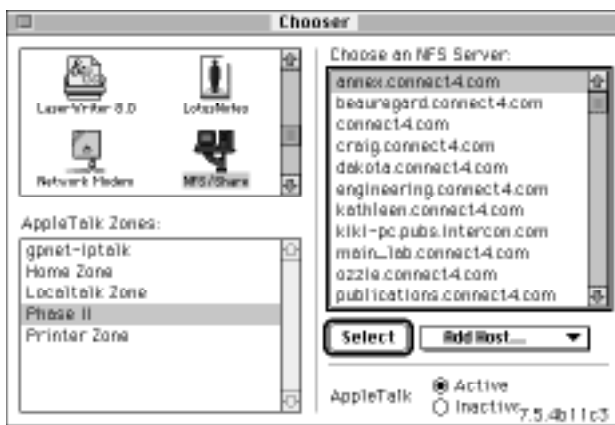 Chooser
LaserWriter 8.0
LotusNotes
Network Modem
NFS/Share
AppleTalk Zones:
gpnet-iptalk
Home Zone
Localtalk Zone
Phase II
Printer Zone
Choose an NFS Server:
annex.connect4.com
beauregard.connect4.com
connect4.com
craig.connect4.com
dakota.connect4.com
engineering.connect4.com
kathleen.connect4.com
kiki-pc.pubs.intercon.com
main_lab.connect4.com
ozzie.connect4.com
publications.connect4.com
Select
Add Host...
AppleTalk
Active
Inactive
7.5.4b11c3